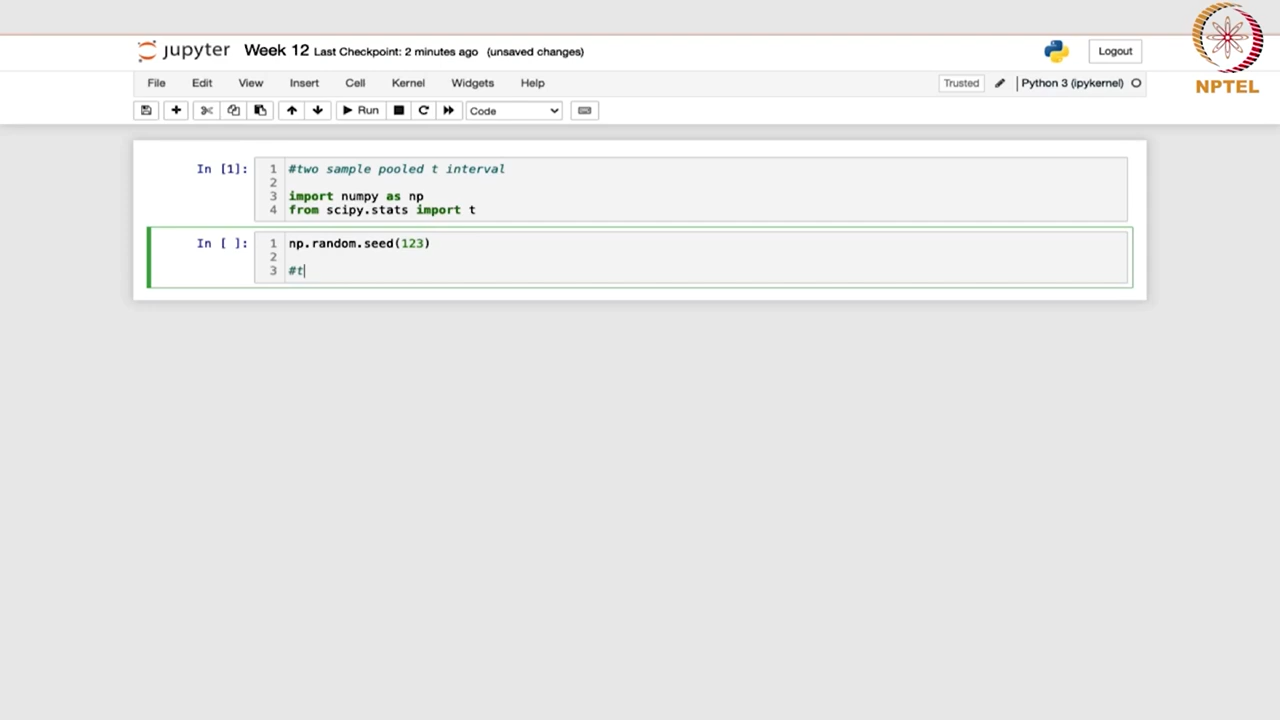 jupyter Week 12 Last Checkpoint: 2 minutes ago (unsaved changes)
Logout
NPTEL
File Edit View Insert Cell Kernel Widgets Help
Trusted Python 3 (ipykernel)
Run Code
In [1]:
1 #two sample pooled t interval
2
3 import numpy as np
4 from scipy.stats import t
In [ ]:
1 np.random.seed(123)
2
3 #t